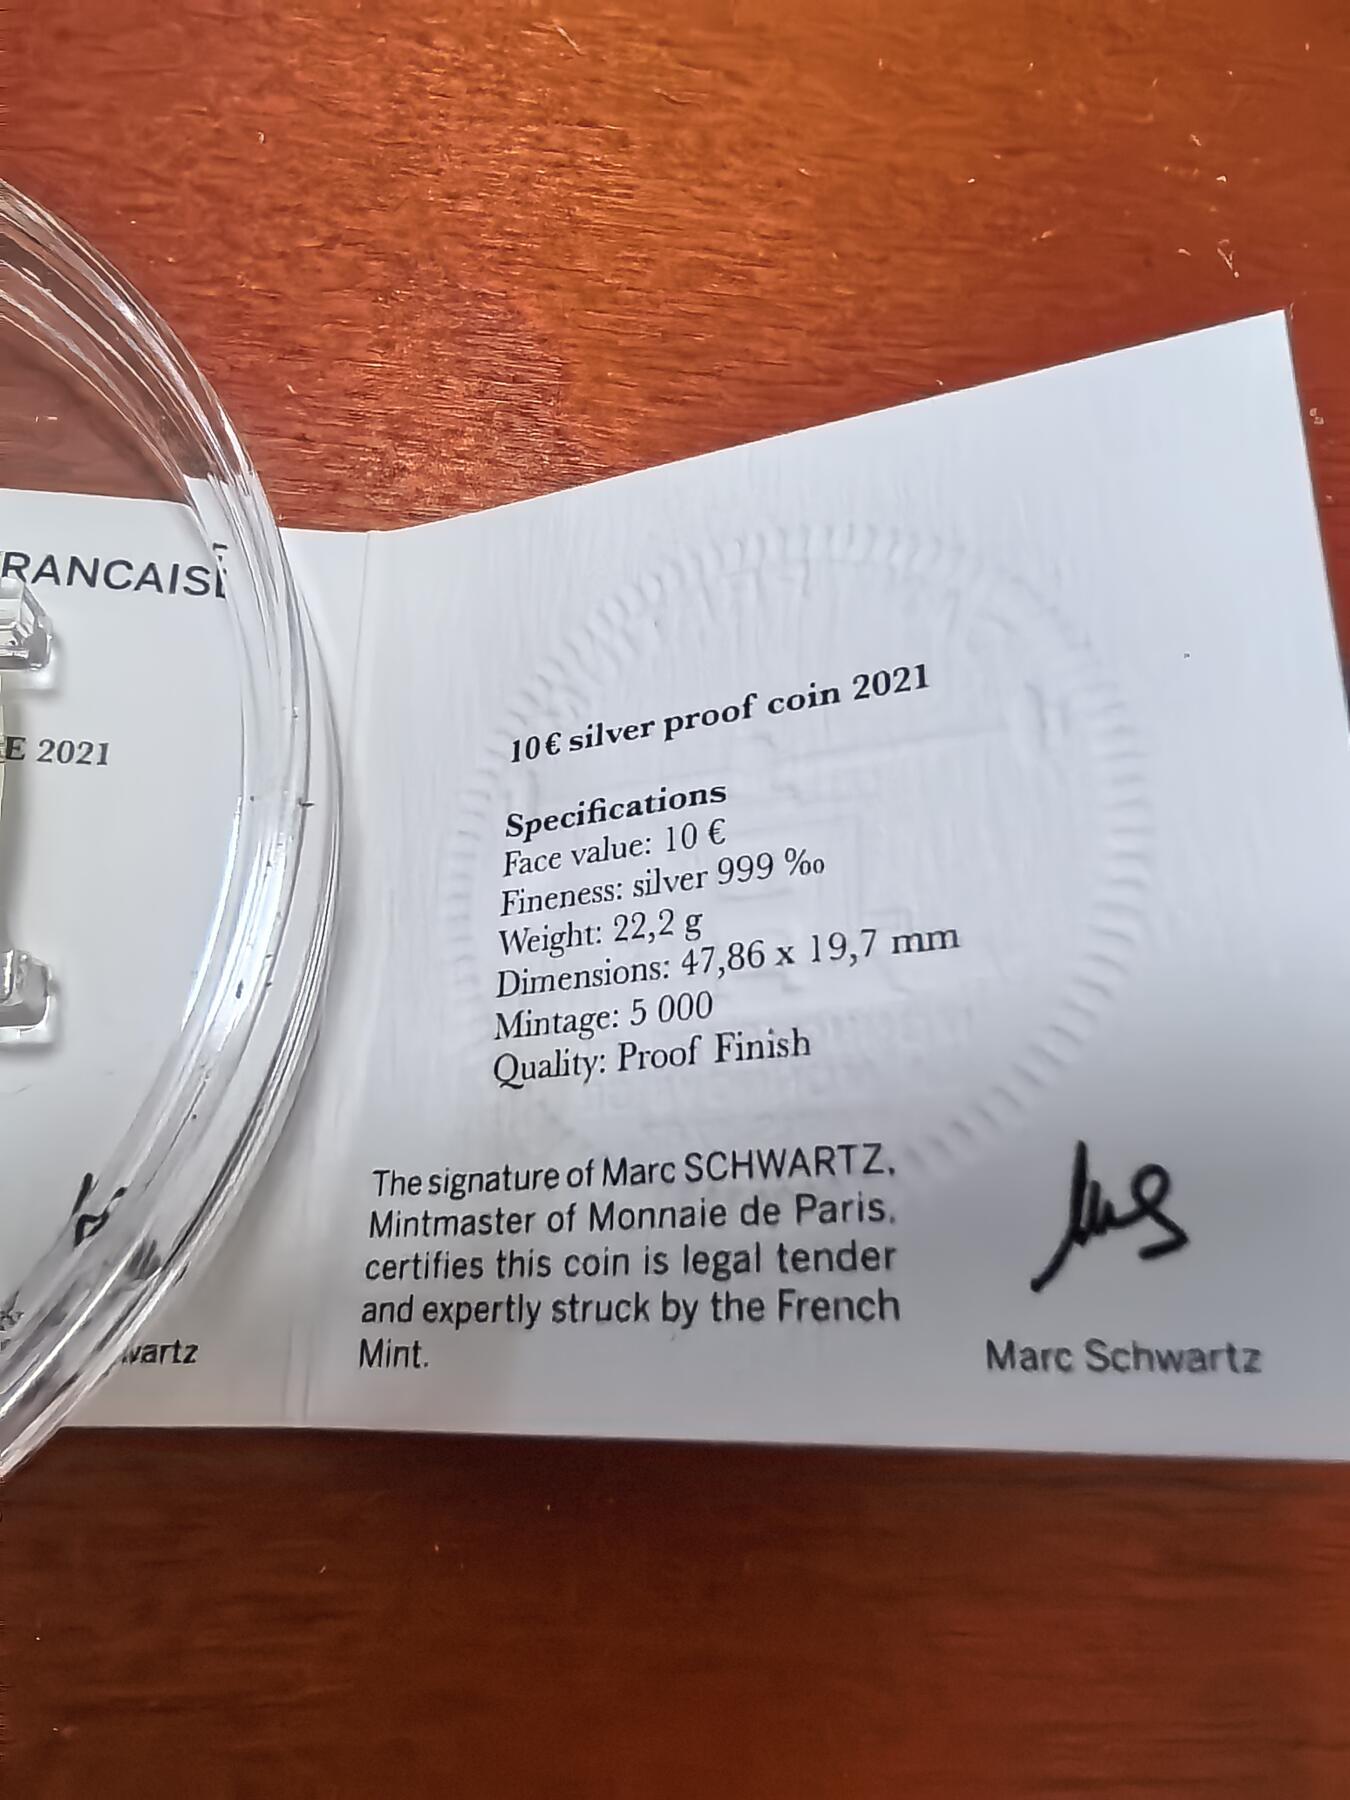 RANCAISE
E 2021
wartz
10 € silver proof coin 2021
Specifications
Face value: 10 €
Fineness: silver 999 ‰
Weight: 22,2 g
Dimensions: 47,86 x 19,7 mm
Mintage: 5 000
Quality: Proof Finish
The signature of Marc SCHWARTZ,
Mintmaster of Monnaie de Paris,
certifies this coin is legal tender
and expertly struck by the French
Mint.
Marc Schwartz